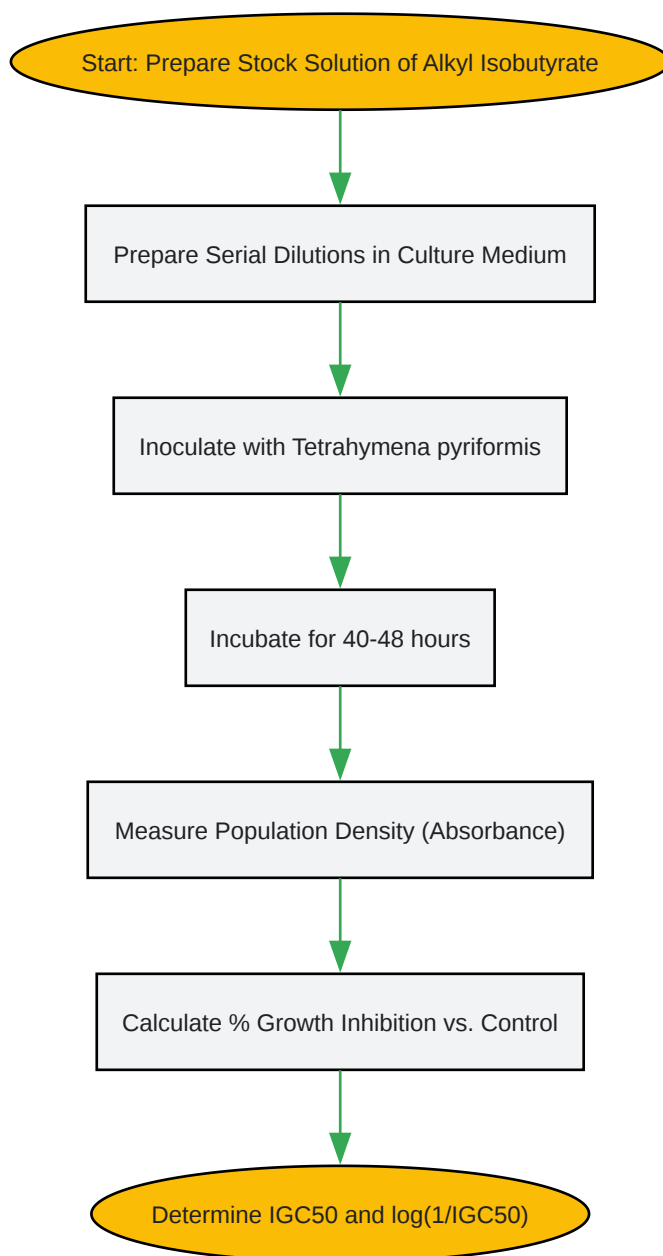 Start: Prepare Stock Solution of Alkyl Isobutyrate
Prepare Serial Dilutions in Culture Medium
Inoculate with Tetrahymena pyriformis
Incubate for 40-48 hours
Measure Population Density (Absorbance)
Calculate % Growth Inhibition vs. Control
Determine IGC50 and log(1/IGC50)